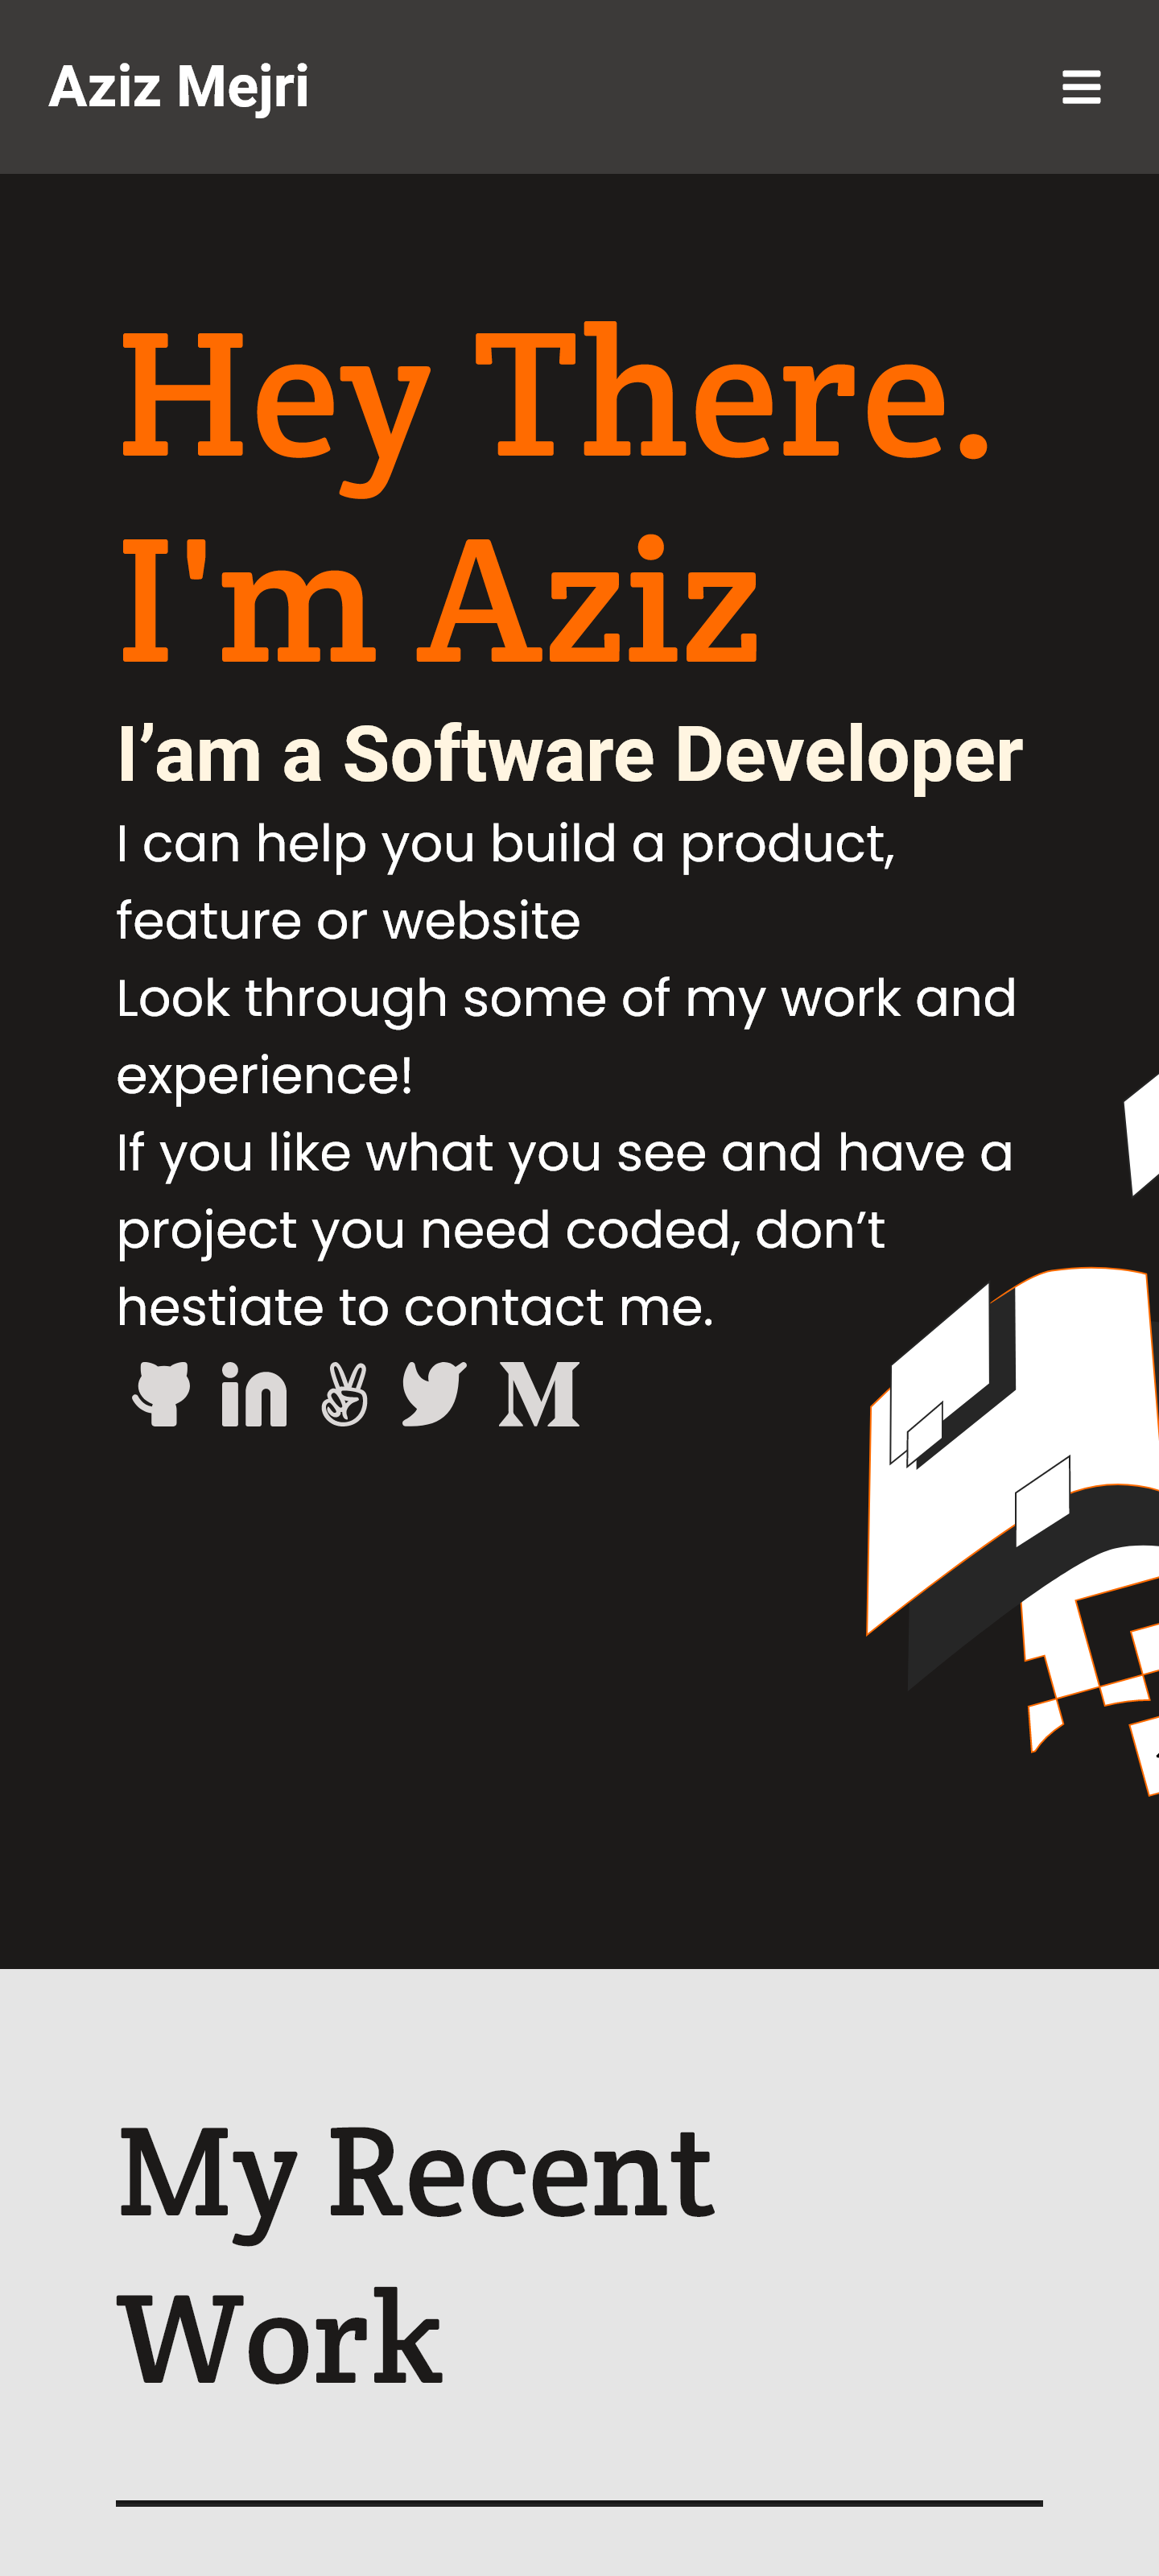 Aziz Mejri
Hey There.
I'm Aziz
I’am a Software Developer
I can help you build a product,
feature or website
Look through some of my work and
experience!
If you like what you see and have a
project you need coded, don’t
hestiate to contact me.
My Recent
Work